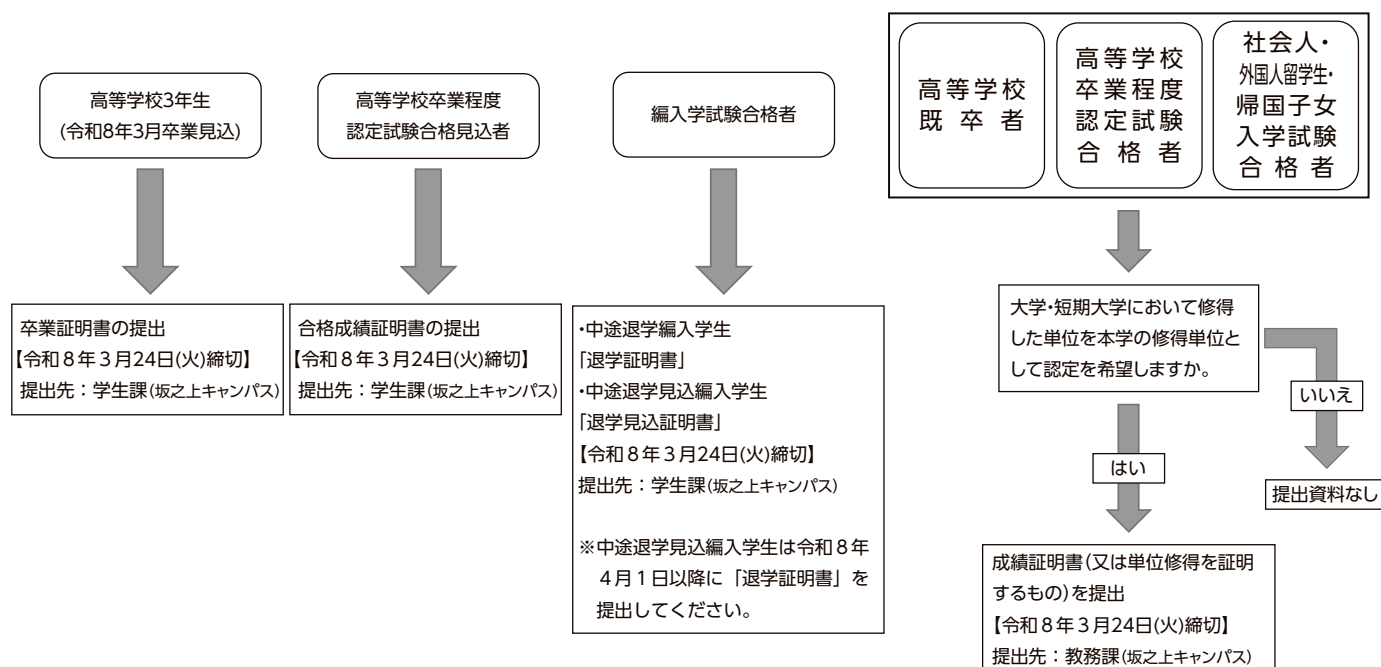 高等学校3年生
(令和8年3月卒業見込)
卒業証明書の提出
【令和８年３月24日(火)締切】
提出先：学生課(坂之上キャンパス)
高等学校卒業程度
認定試験合格見込者
合格成績証明書の提出
【令和８年３月24日(火)締切】
提出先：学生課(坂之上キャンパス)
編入学試験合格者
・中途退学編入学生
「退学証明書」
・中途退学見込編入学生
「退学見込証明書」
【令和８年３月24日(火)締切】
提出先：学生課(坂之上キャンパス)
※中途退学見込編入学生は令和８年
４月１日以降に「退学証明書」を
提出してください。
高等学校
既卒者
高等学校
卒業程度
認定試験
合格者
社会人・
外国人留学生・
帰国子女
入学試験
合格者
大学・短期大学において修得
した単位を本学の修得単位と
して認定を希望しますか。
いいえ
提出資料なし
はい
成績証明書(又は単位修得を証明
するもの)を提出
【令和８年３月24日(火)締切】
提出先：教務課(坂之上キャンパス)